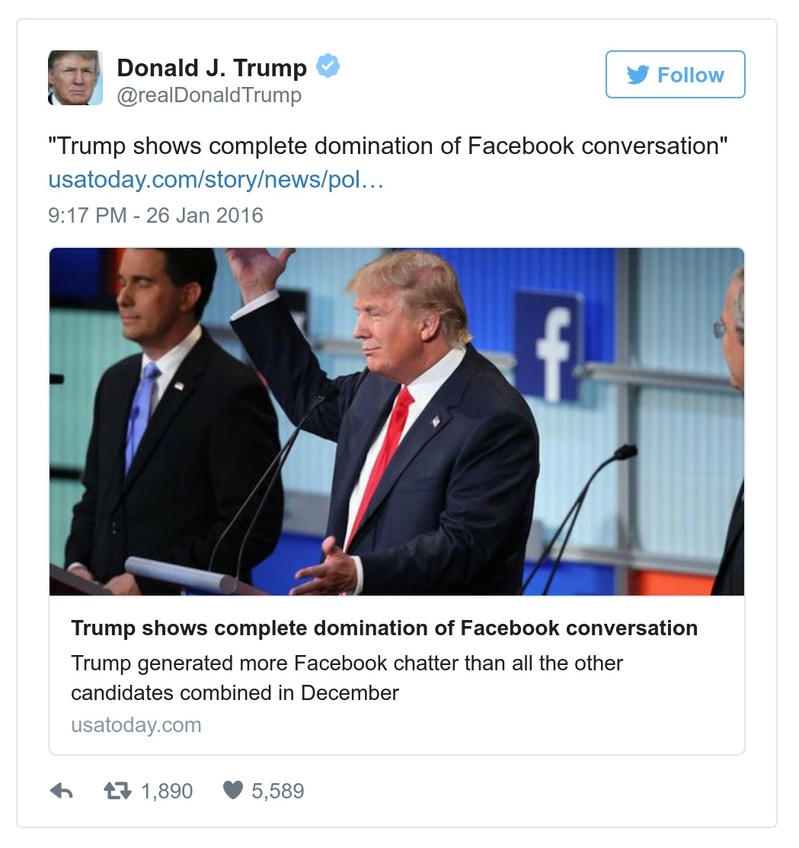 Donald J. Trump
@realDonaldTrump
Follow
"Trump shows complete domination of Facebook conversation"
usatoday.com/story/news/pol…
9:17 PM - 26 Jan 2016
f
Trump shows complete domination of Facebook conversation
Trump generated more Facebook chatter than all the other
candidates combined in December
usatoday.com
1,890
5,589